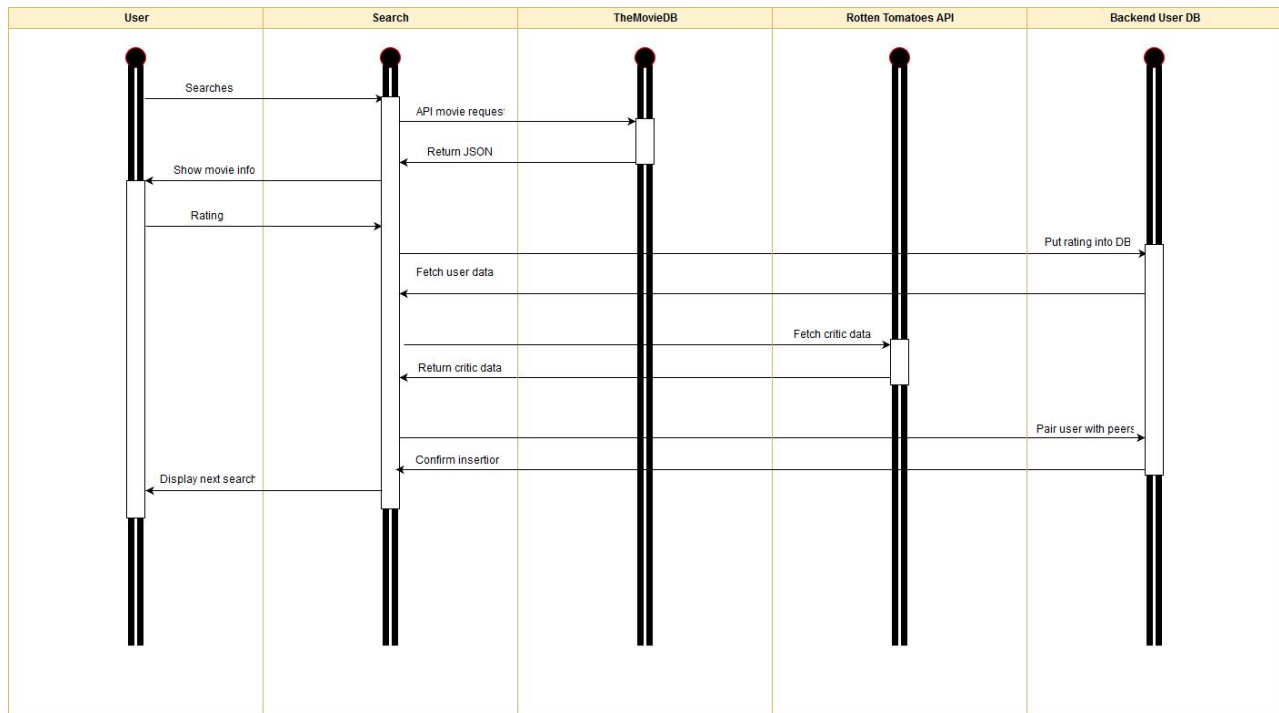 User
Search
TheMovieDB
Rotten Tomatoes API
Backend User DB
Searches
API movie request
Return JSON
Show movie info
Rating
Put rating into DB
Fetch user data
Fetch critic data
Return critic data
Pair user with peers
Confirm insertior
Display next search